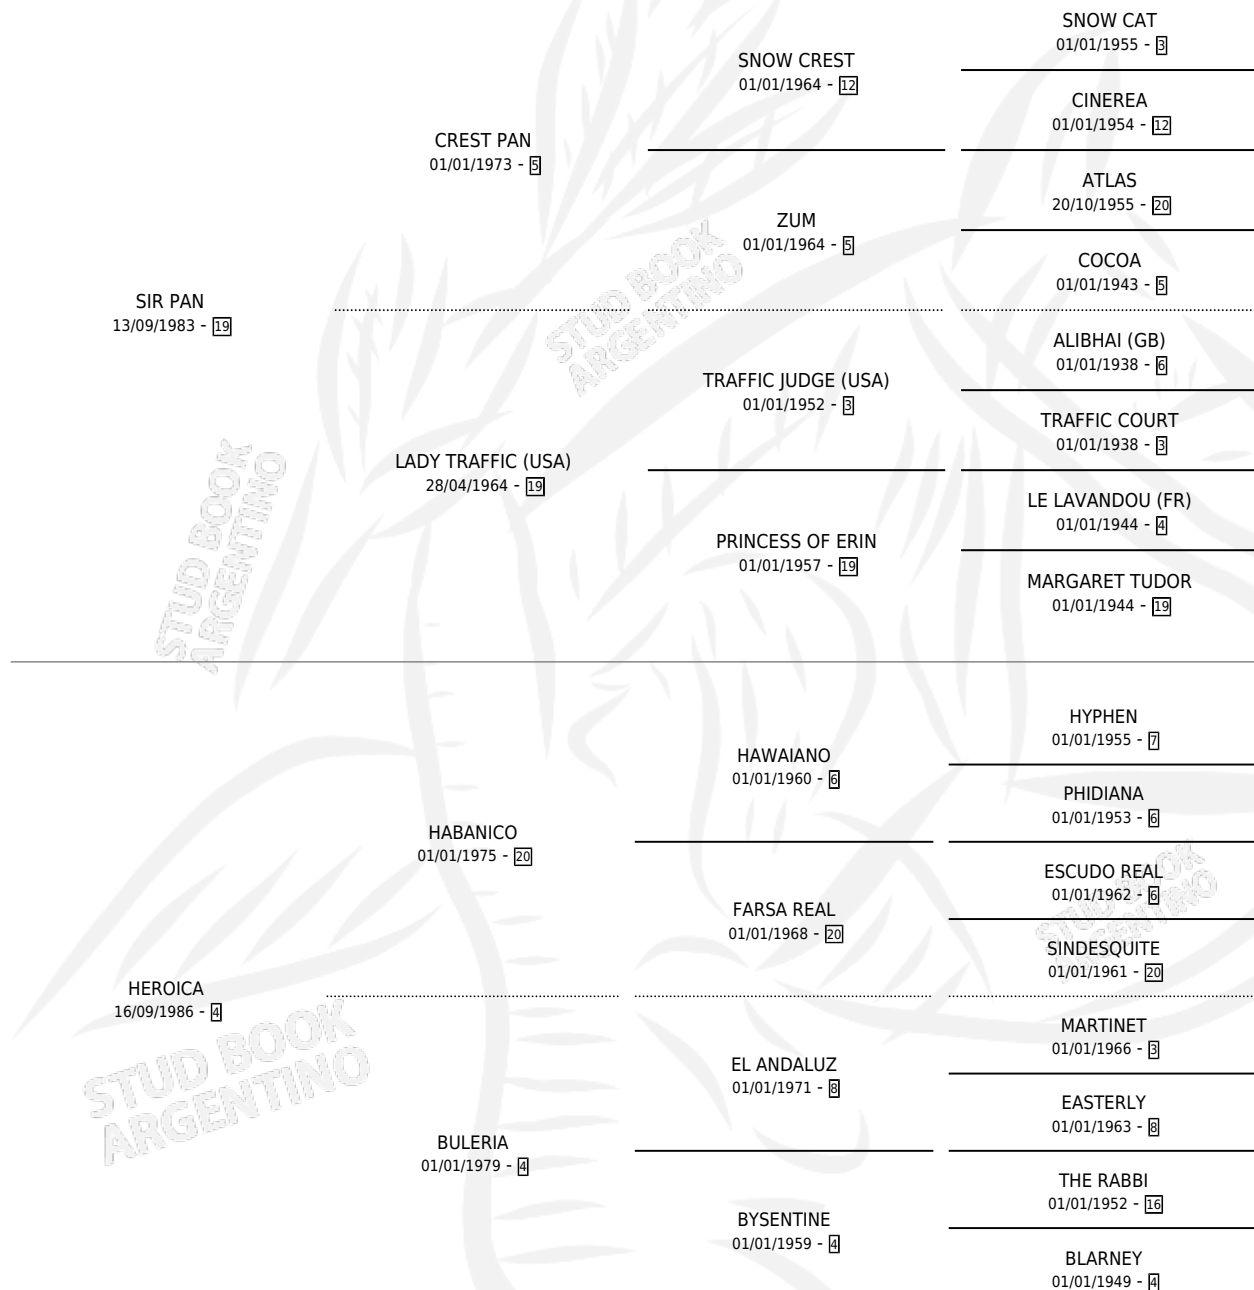 SNOW CAT
01/01/1955 - 3
SNOW CREST
01/01/1964 - 12
CINEREA
01/01/1954 - 12
CREST PAN
01/01/1973 - 5
ATLAS
20/10/1955 - 20
ZUM
01/01/1964 - 5
COCOA
01/01/1943 - 5
SIR PAN
13/09/1983 - 19
STUD BOOK
ARGENTINO
ALIBHAI (GB)
01/01/1938 - 6
TRAFFIC JUDGE (USA)
01/01/1952 - 3
TRAFFIC COURT
01/01/1938 - 3
LADY TRAFFIC (USA)
28/04/1964 - 19
LE LAVANDOU (FR)
01/01/1944 - 4
PRINCESS OF ERIN
01/01/1957 - 19
MARGARET TUDOR
01/01/1944 - 19
STUD BOOK
ARGENTINO
HYPHEN
01/01/1955 - 7
HAWAIANO
01/01/1960 - 6
PHIDIANA
01/01/1953 - 6
HABANICO
01/01/1975 - 20
ESCUDO REAL
01/01/1962 - 6
FARSA REAL
01/01/1968 - 20
SINDESQUITE
01/01/1961 - 20
STUD BOOK
ARGENTINO
HEROICA
16/09/1986 - 4
MARTINET
01/01/1966 - 3
EL ANDALUZ
01/01/1971 - 8
EASTERLY
01/01/1963 - 8
STUD BOOK
ARGENTINO
BULERIA
01/01/1979 - 4
THE RABBI
01/01/1952 - 16
BYSENTINE
01/01/1959 - 4
BLARNEY
01/01/1949 - 4